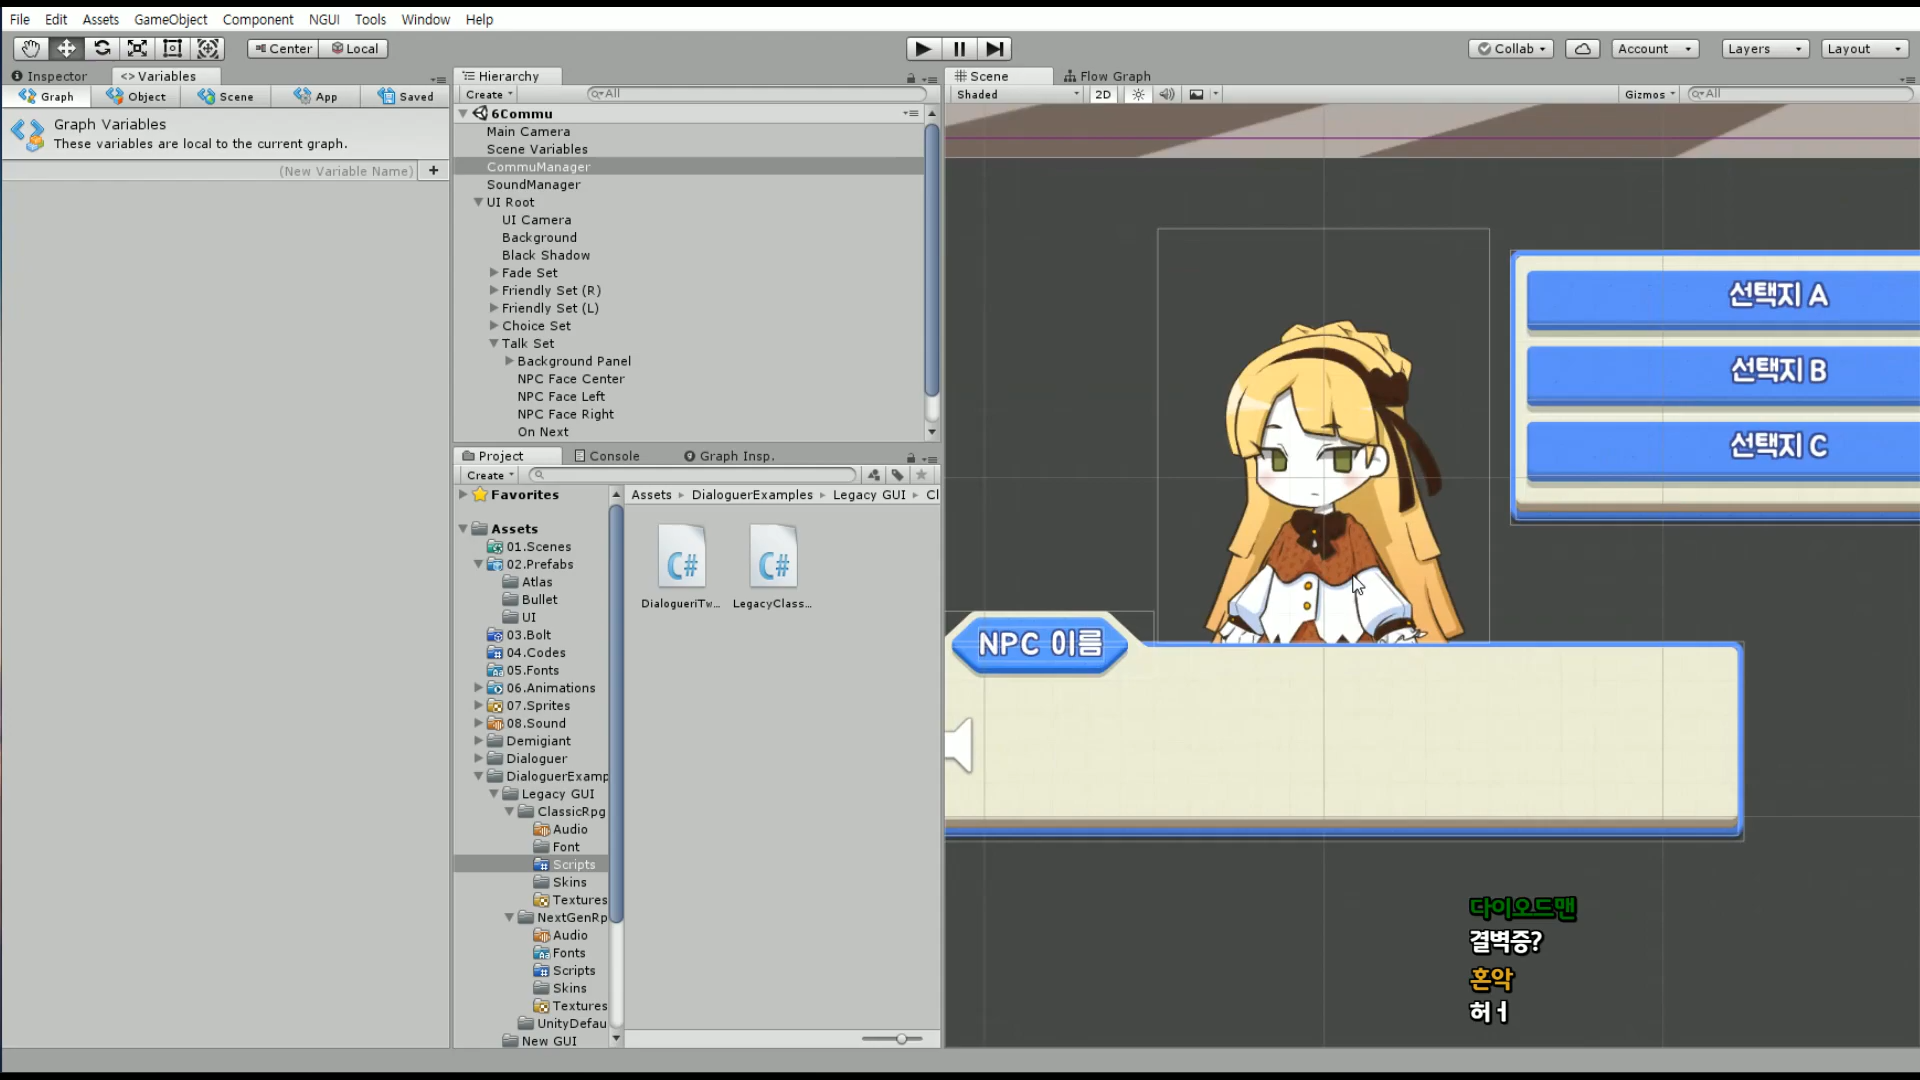 File Edit Assets GameObject Component NGUI Tools Window Help
Center Local Collab Account Layers Layout
Inspector <> Variables
Graph Object Scene App Saved
Graph Variables
These variables are local to the current graph.
(New Variable Name) +
Hierarchy
Create All
6Commu
Main Camera
Scene Variables
CommuManager
SoundManager
UI Root
UI Camera
Background
Black Shadow
Fade Set
Friendly Set (R)
Friendly Set (L)
Choice Set
Talk Set
Background Panel
NPC Face Center
NPC Face Left
NPC Face Right
On Next
Project Console Graph Insp.
Create
Favorites
Assets
01.Scenes
02.Prefabs
Atlas
Bullet
UI
03.Bolt
04.Codes
05.Fonts
06.Animations
07.Sprites
08.Sound
Demigiant
Dialoguer
DialoguerExamp
Legacy GUI
ClassicRpg
Audio
Font
Scripts
Skins
Textures
NextGenRp
Audio
Fonts
Scripts
Skins
Textures
UnityDefau
New GUI
Assets DialoguerExamples Legacy GUI Cl
C# C#
DialogueriTw... LegacyClass...
Scene Flow Graph
Shaded 2D Gizmos All
선택지 A
선택지 B
선택지 C
NPC 이름
다이오드맨
결벽증?
혼악
허ㅓ